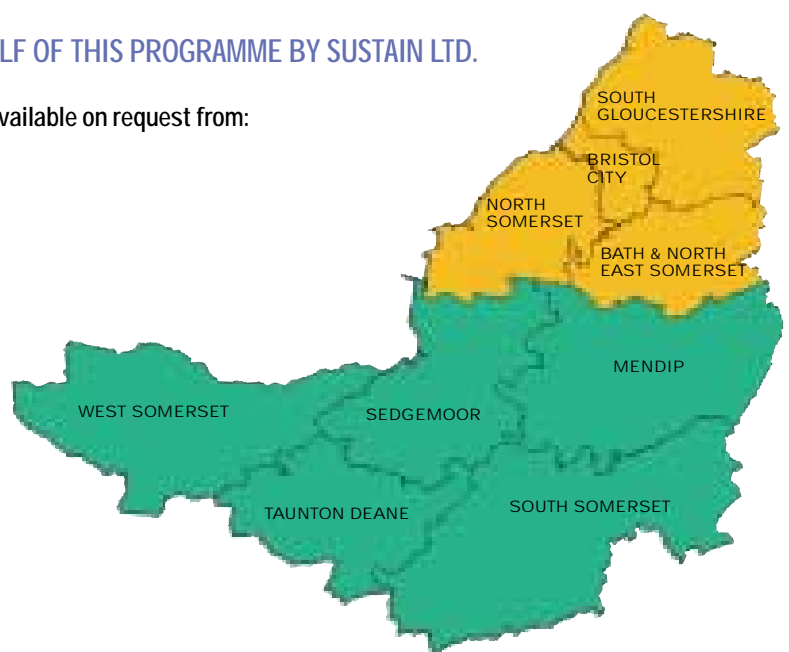 LF OF THIS PROGRAMME BY SUSTAIN LTD.
vailable on request from:
SOUTH
GLOUCESTERSHIRE
BRISTOL
CITY
NORTH
SOMERSET
BATH & NORTH
EAST SOMERSET
MENDIP
WEST SOMERSET
SEDGEMOOR
TAUNTON DEANE
SOUTH SOMERSET